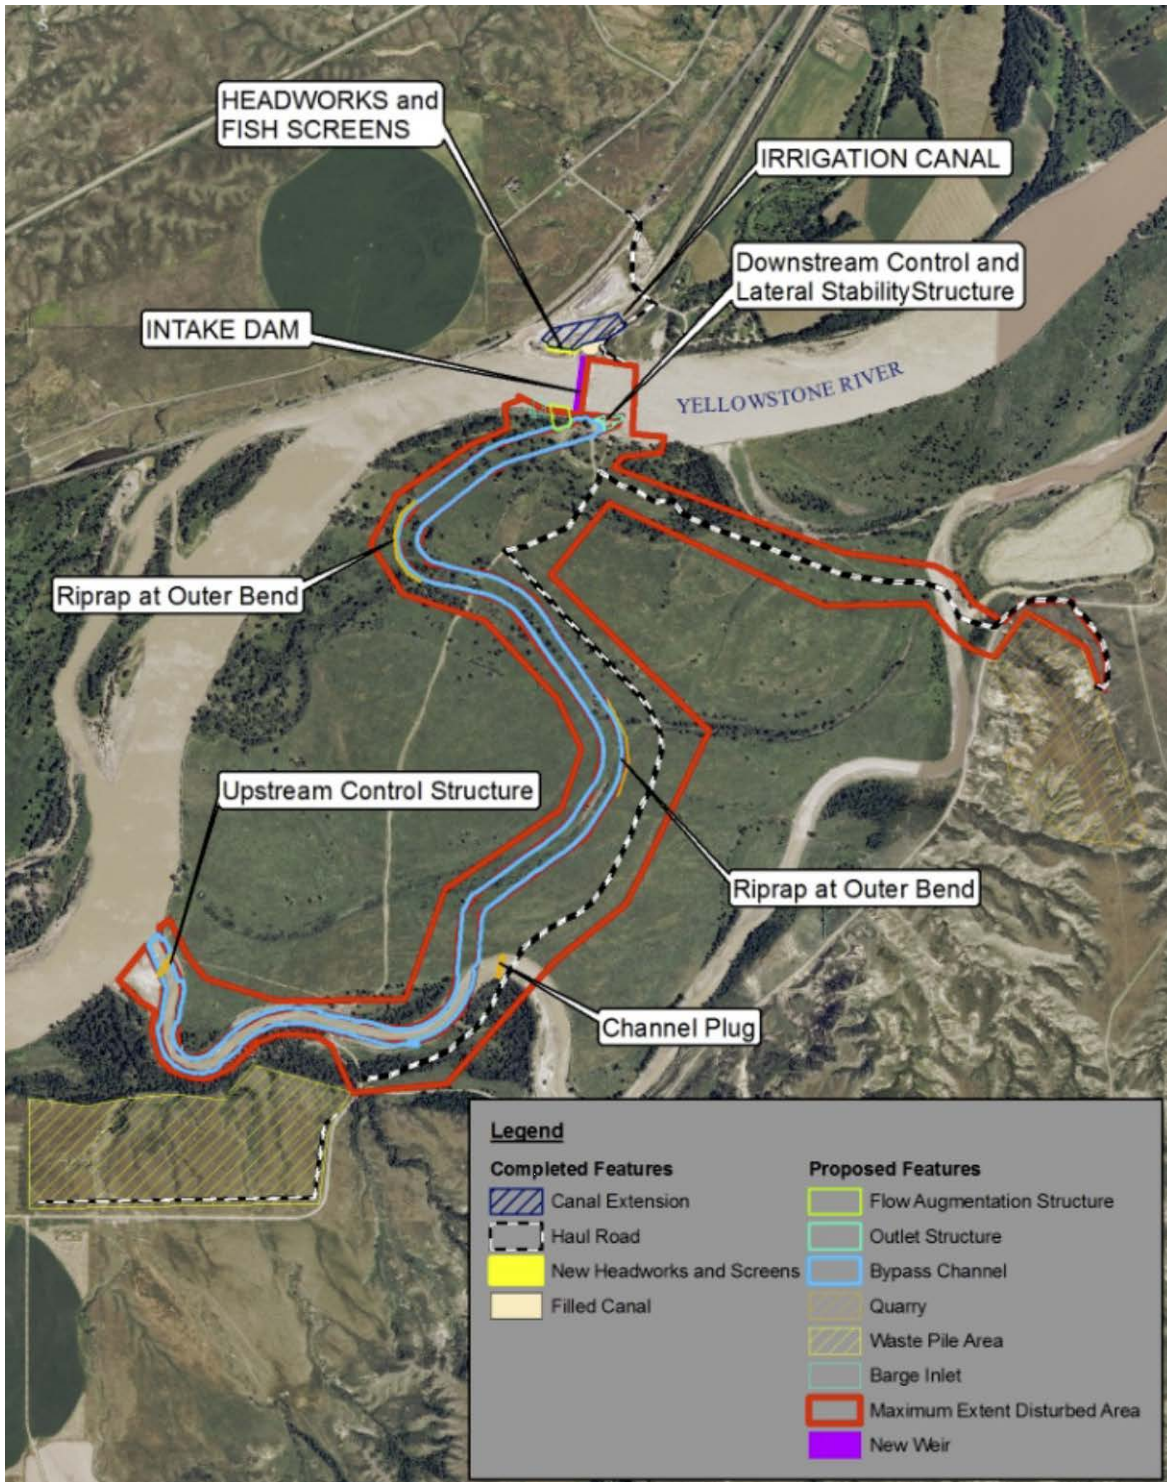 HEADWORKS and
FISH SCREENS
IRRIGATION CANAL
Downstream Control and
Lateral StabilityStructure
INTAKE DAM
YELLOWSTONE RIVER
Riprap at Outer Bend
Upstream Control Structure
Riprap at Outer Bend
Channel Plug
Legend
Completed Features
Canal Extension
Haul Road
New Headworks and Screens
Filled Canal
Proposed Features
Flow Augmentation Structure
Outlet Structure
Bypass Channel
Quarry
Waste Pile Area
Barge Inlet
Maximum Extent Disturbed Area
New Weir